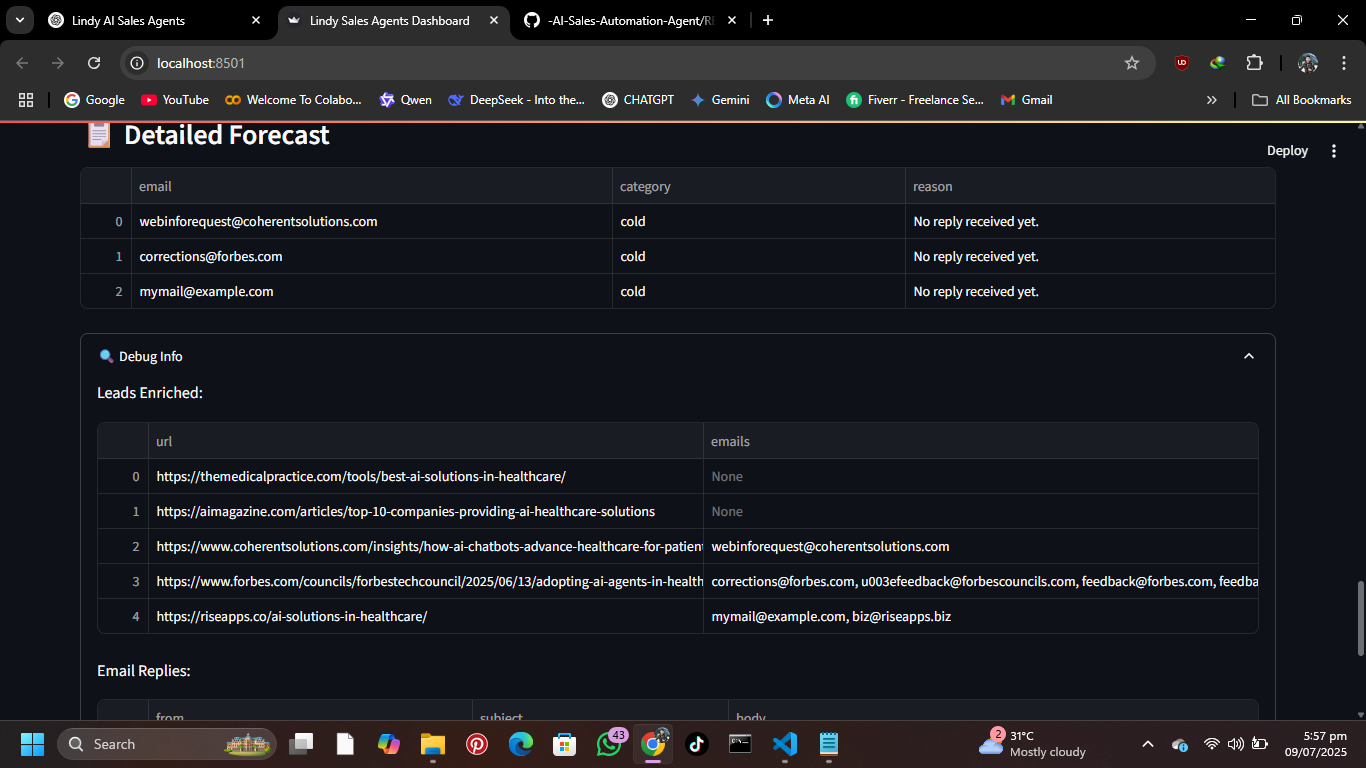 Lindy AI Sales Agents
Lindy Sales Agents Dashboard
-AI-Sales-Automation-Agent/RE
localhost:8501
Google
YouTube
Welcome To Colabo...
Qwen
DeepSeek - Into the...
CHATGPT
Gemini
Meta AI
Fiverr - Freelance Se...
Gmail
All Bookmarks
Detailed Forecast
Deploy
email category reason
0 webinforequest@coherentsolutions.com cold No reply received yet.
1 corrections@forbes.com cold No reply received yet.
2 mymail@example.com cold No reply received yet.
Debug Info
Leads Enriched:
url emails
0 https://themedicalpractice.com/tools/best-ai-solutions-in-healthcare/ None
1 https://aimagazine.com/articles/top-10-companies-providing-ai-healthcare-solutions None
2 https://www.coherentsolutions.com/insights/how-ai-chatbots-advance-healthcare-for-patient webinforequest@coherentsolutions.com
3 https://www.forbes.com/councils/forbestechcouncil/2025/06/13/adopting-ai-agents-in-health corrections@forbes.com, u003efeedback@forbescouncils.com, feedback@forbes.com, feedba
4 https://riseapps.co/ai-solutions-in-healthcare/ mymail@example.com, biz@riseapps.biz
Email Replies:
from subject body
Search
43
2
31°C
Mostly cloudy
5:57 pm
09/07/2025